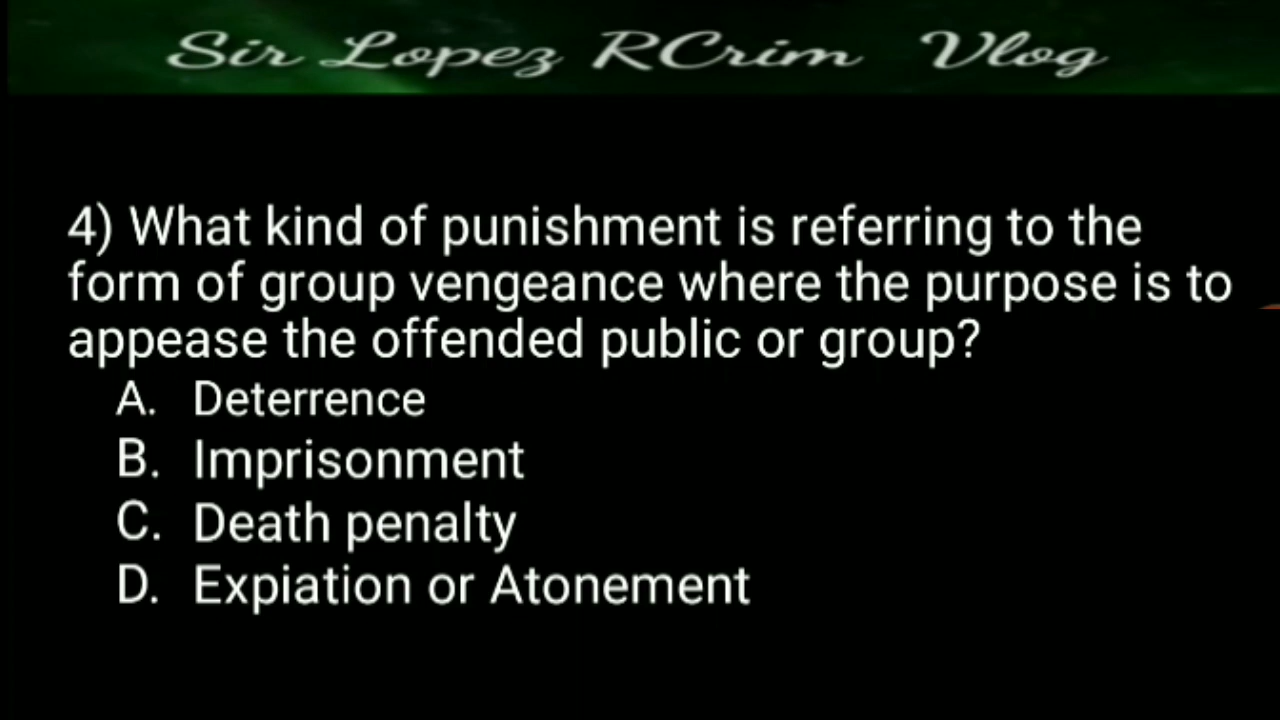 Sir Lopez RCrim Vlog
4) What kind of punishment is referring to the
form of group vengeance where the purpose is to
appease the offended public or group?
A. Deterrence
B. Imprisonment
C. Death penalty
D. Expiation or Atonement